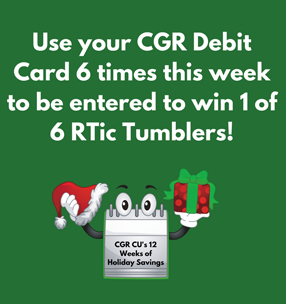 Use your CGR Debit
Card 6 times this week
to be entered to win 1 of
6 RTic Tumblers!
CGR CU's 12
Weeks of
Holiday Savings